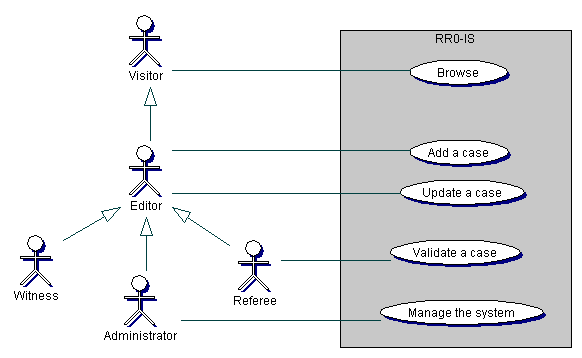 RR0-IS
Visitor
Browse
Add a case
Editor
Update a case
Witness
Referee
Validate a case
Administrator
Manage the system